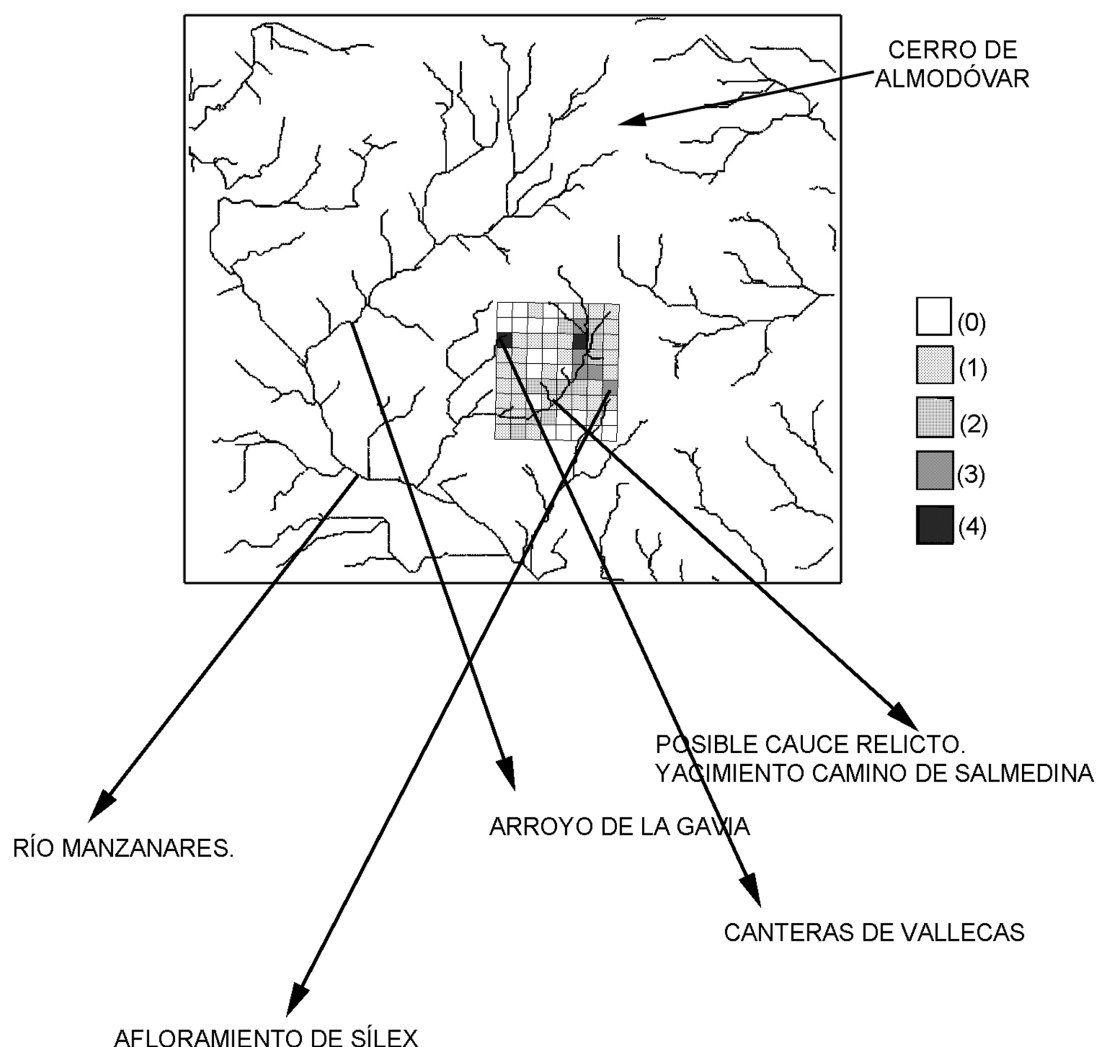 CERRO DE
ALMODÓVAR
(0)
(1)
(2)
(3)
(4)
POSIBLE CAUCE RELICTO.
YACIMIENTO CAMINO DE SALMEDINA
ARROYO DE LA GAVIA
RÍO MANZANARES.
CANTERAS DE VALLECAS
AFLORAMIENTO DE SÍLEX